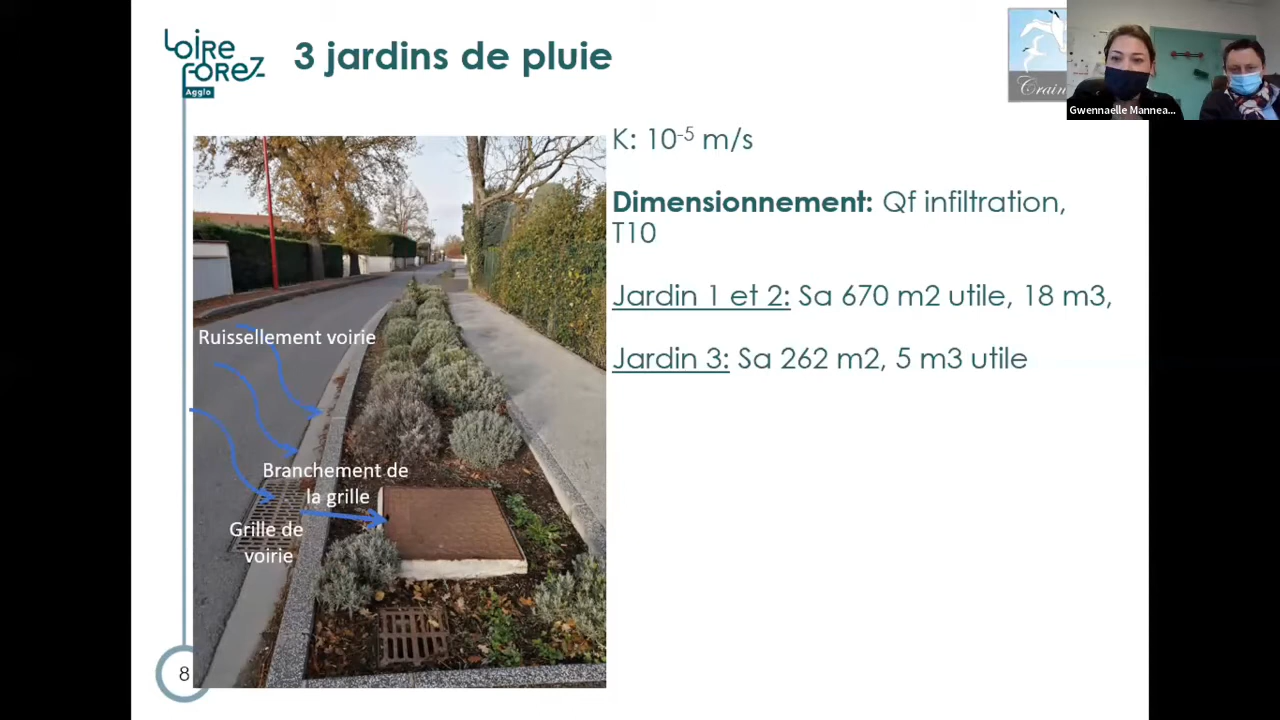 Loire
forez
Agglo
3 jardins de pluie
Crain
Gwennaëlle Mannea...
K: 10⁻⁵ m/s
Dimensionnement: Qf infiltration,
T10
Jardin 1 et 2: Sa 670 m2 utile, 18 m3,
Jardin 3: Sa 262 m2, 5 m3 utile
Ruissellement voirie
Branchement de
la grille
Grille de
voirie
8